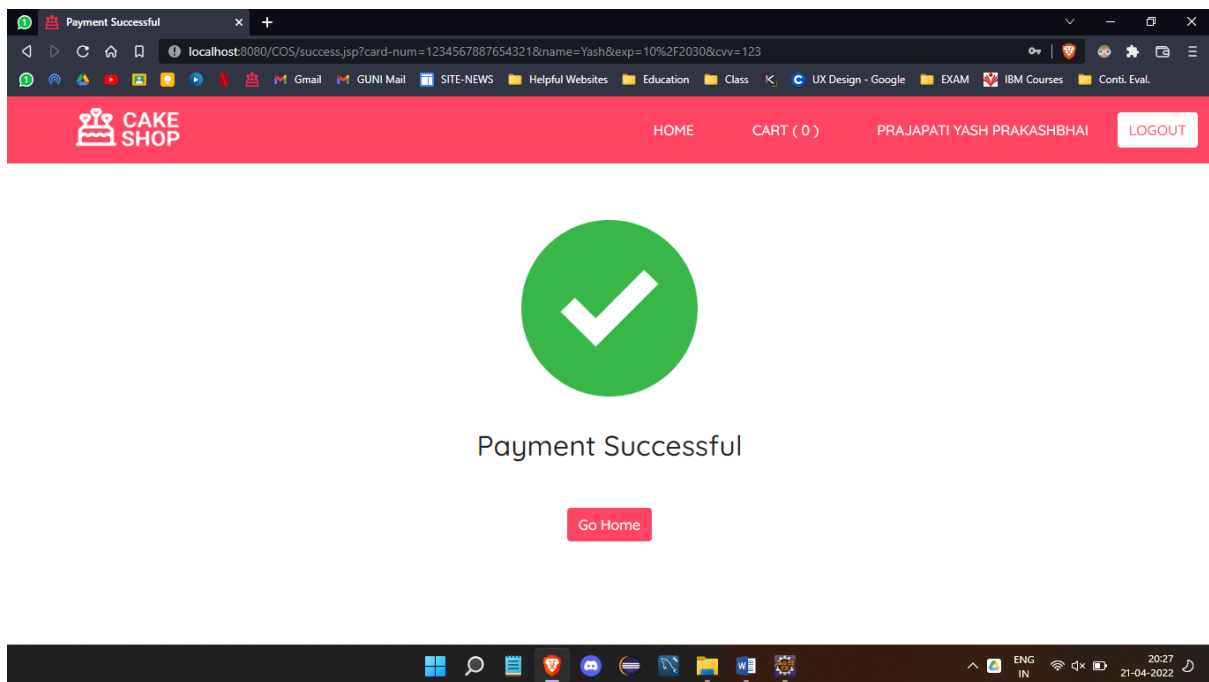 Payment Successful
localhost:8080/COS/success.jsp?card-num=1234567887654321&name=Yash&exp=10%2F2030&cvv=123
Gmail GUNI Mail SITE-NEWS Helpful Websites Education Class UX Design - Google EXAM IBM Courses Conti. Eval.
CAKE
SHOP
HOME CART ( 0 ) PRAJAPATI YASH PRAKASHBHAI LOGOUT
Payment Successful
Go Home
ENG
IN
20:27
21-04-2022